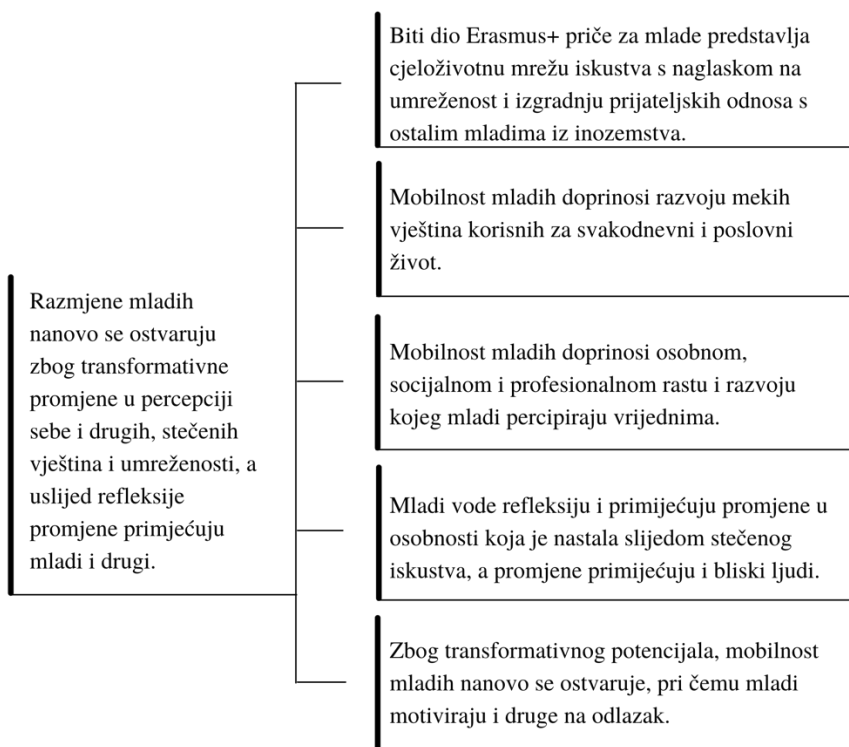 Razmjene mladih
nanovo se ostvaruju
zbog transformativne
promjene u percepciji
sebe i drugih, stečenih
vještina i umreženosti, a
uslijed refleksije
promjene primjećuju
mladi i drugi.
Biti dio Erasmus+ priče za mlade predstavlja
cjeloživotnu mrežu iskustva s naglaskom na
umreženost i izgradnju prijateljskih odnosa s
ostalim mladima iz inozemstva.
Mobilnost mladih doprinosi razvoju mekih
vještina korisnih za svakodnevni i poslovni
život.
Mobilnost mladih doprinosi osobnom,
socijalnom i profesionalnom rastu i razvoju
kojeg mladi percipiraju vrijednima.
Mladi vode refleksiju i primijećuju promjene u
osobnosti koja je nastala slijedom stečenog
iskustva, a promjene primijećuju i bliski ljudi.
Zbog transformativnog potencijala, mobilnost
mladih nanovo se ostvaruje, pri čemu mladi
motiviraju i druge na odlazak.